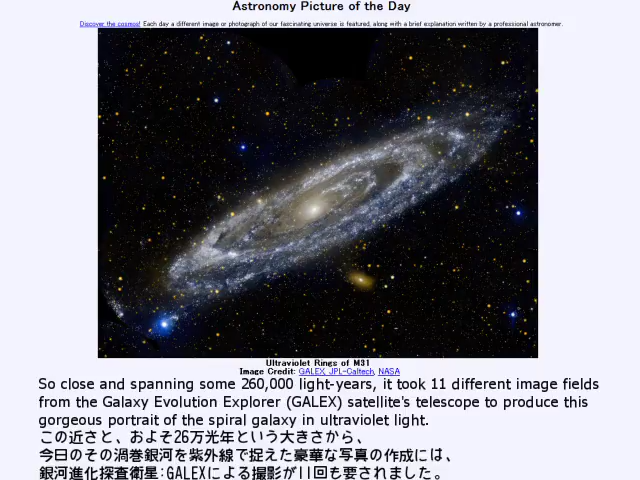 Astronomy Picture of the Day
Discover the cosmos! Each day a different image or photograph of our fascinating universe is featured, along with a brief explanation written by a professional astronomer.
Ultraviolet Rings of M31
Image Credit: GALEX, JPL-Caltech, NASA
So close and spanning some 260,000 light-years, it took 11 different image fields
from the Galaxy Evolution Explorer (GALEX) satellite's telescope to produce this
gorgeous portrait of the spiral galaxy in ultraviolet light.
この近さと、およそ26万光年という大きさから、
今日のその渦巻銀河を紫外線で捉えた豪華な写真の作成には、
銀河進化探査衛星:GALEXによる撮影が11回も要されました。